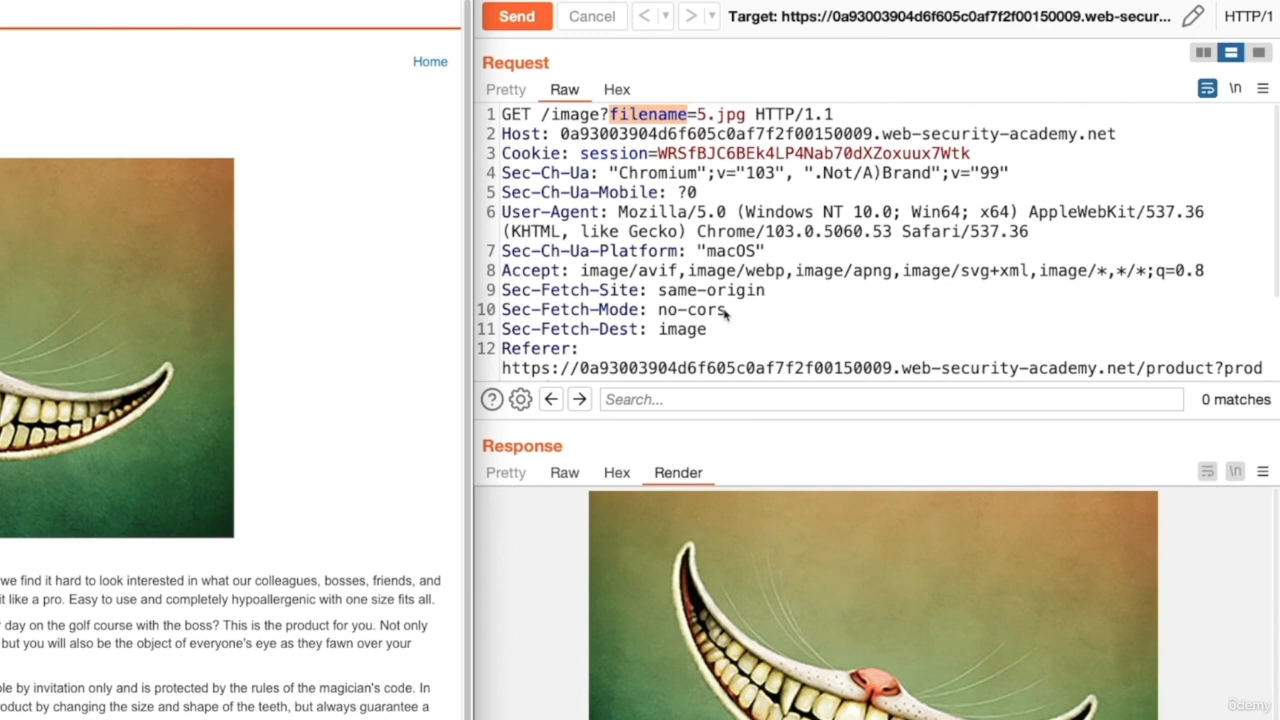 Home
we find it hard to look interested in what our colleagues, bosses, friends, and
it like a pro. Easy to use and completely hypoallergenic with one size fits all.
day on the golf course with the boss? This is the product for you. Not only
but you will also be the object of everyone's eye as they fawn over your
ble by invitation only and is protected by the rules of the magician's code. In
roduct by changing the size and shape of the teeth, but always guarantee a
Send Cancel < > Target: https://0a93003904d6f605c0af7f2f00150009.web-secur... HTTP/1
Request
Pretty Raw Hex \n
1 GET /image?filename=5.jpg HTTP/1.1
2 Host: 0a93003904d6f605c0af7f2f00150009.web-security-academy.net
3 Cookie: session=WRSfBJC6BEk4LP4Nab70dXZoxuux7Wtk
4 Sec-Ch-Ua: "Chromium";v="103", ".Not/A)Brand";v="99"
5 Sec-Ch-Ua-Mobile: ?0
6 User-Agent: Mozilla/5.0 (Windows NT 10.0; Win64; x64) AppleWebKit/537.36
(KHTML, like Gecko) Chrome/103.0.5060.53 Safari/537.36
7 Sec-Ch-Ua-Platform: "macOS"
8 Accept: image/avif,image/webp,image/apng,image/svg+xml,image/*,*/*;q=0.8
9 Sec-Fetch-Site: same-origin
10 Sec-Fetch-Mode: no-cors
11 Sec-Fetch-Dest: image
12 Referer:
https://0a93003904d6f605c0af7f2f00150009.web-security-academy.net/product?prod
Search... 0 matches
Response
Pretty Raw Hex Render \n
ûdemy